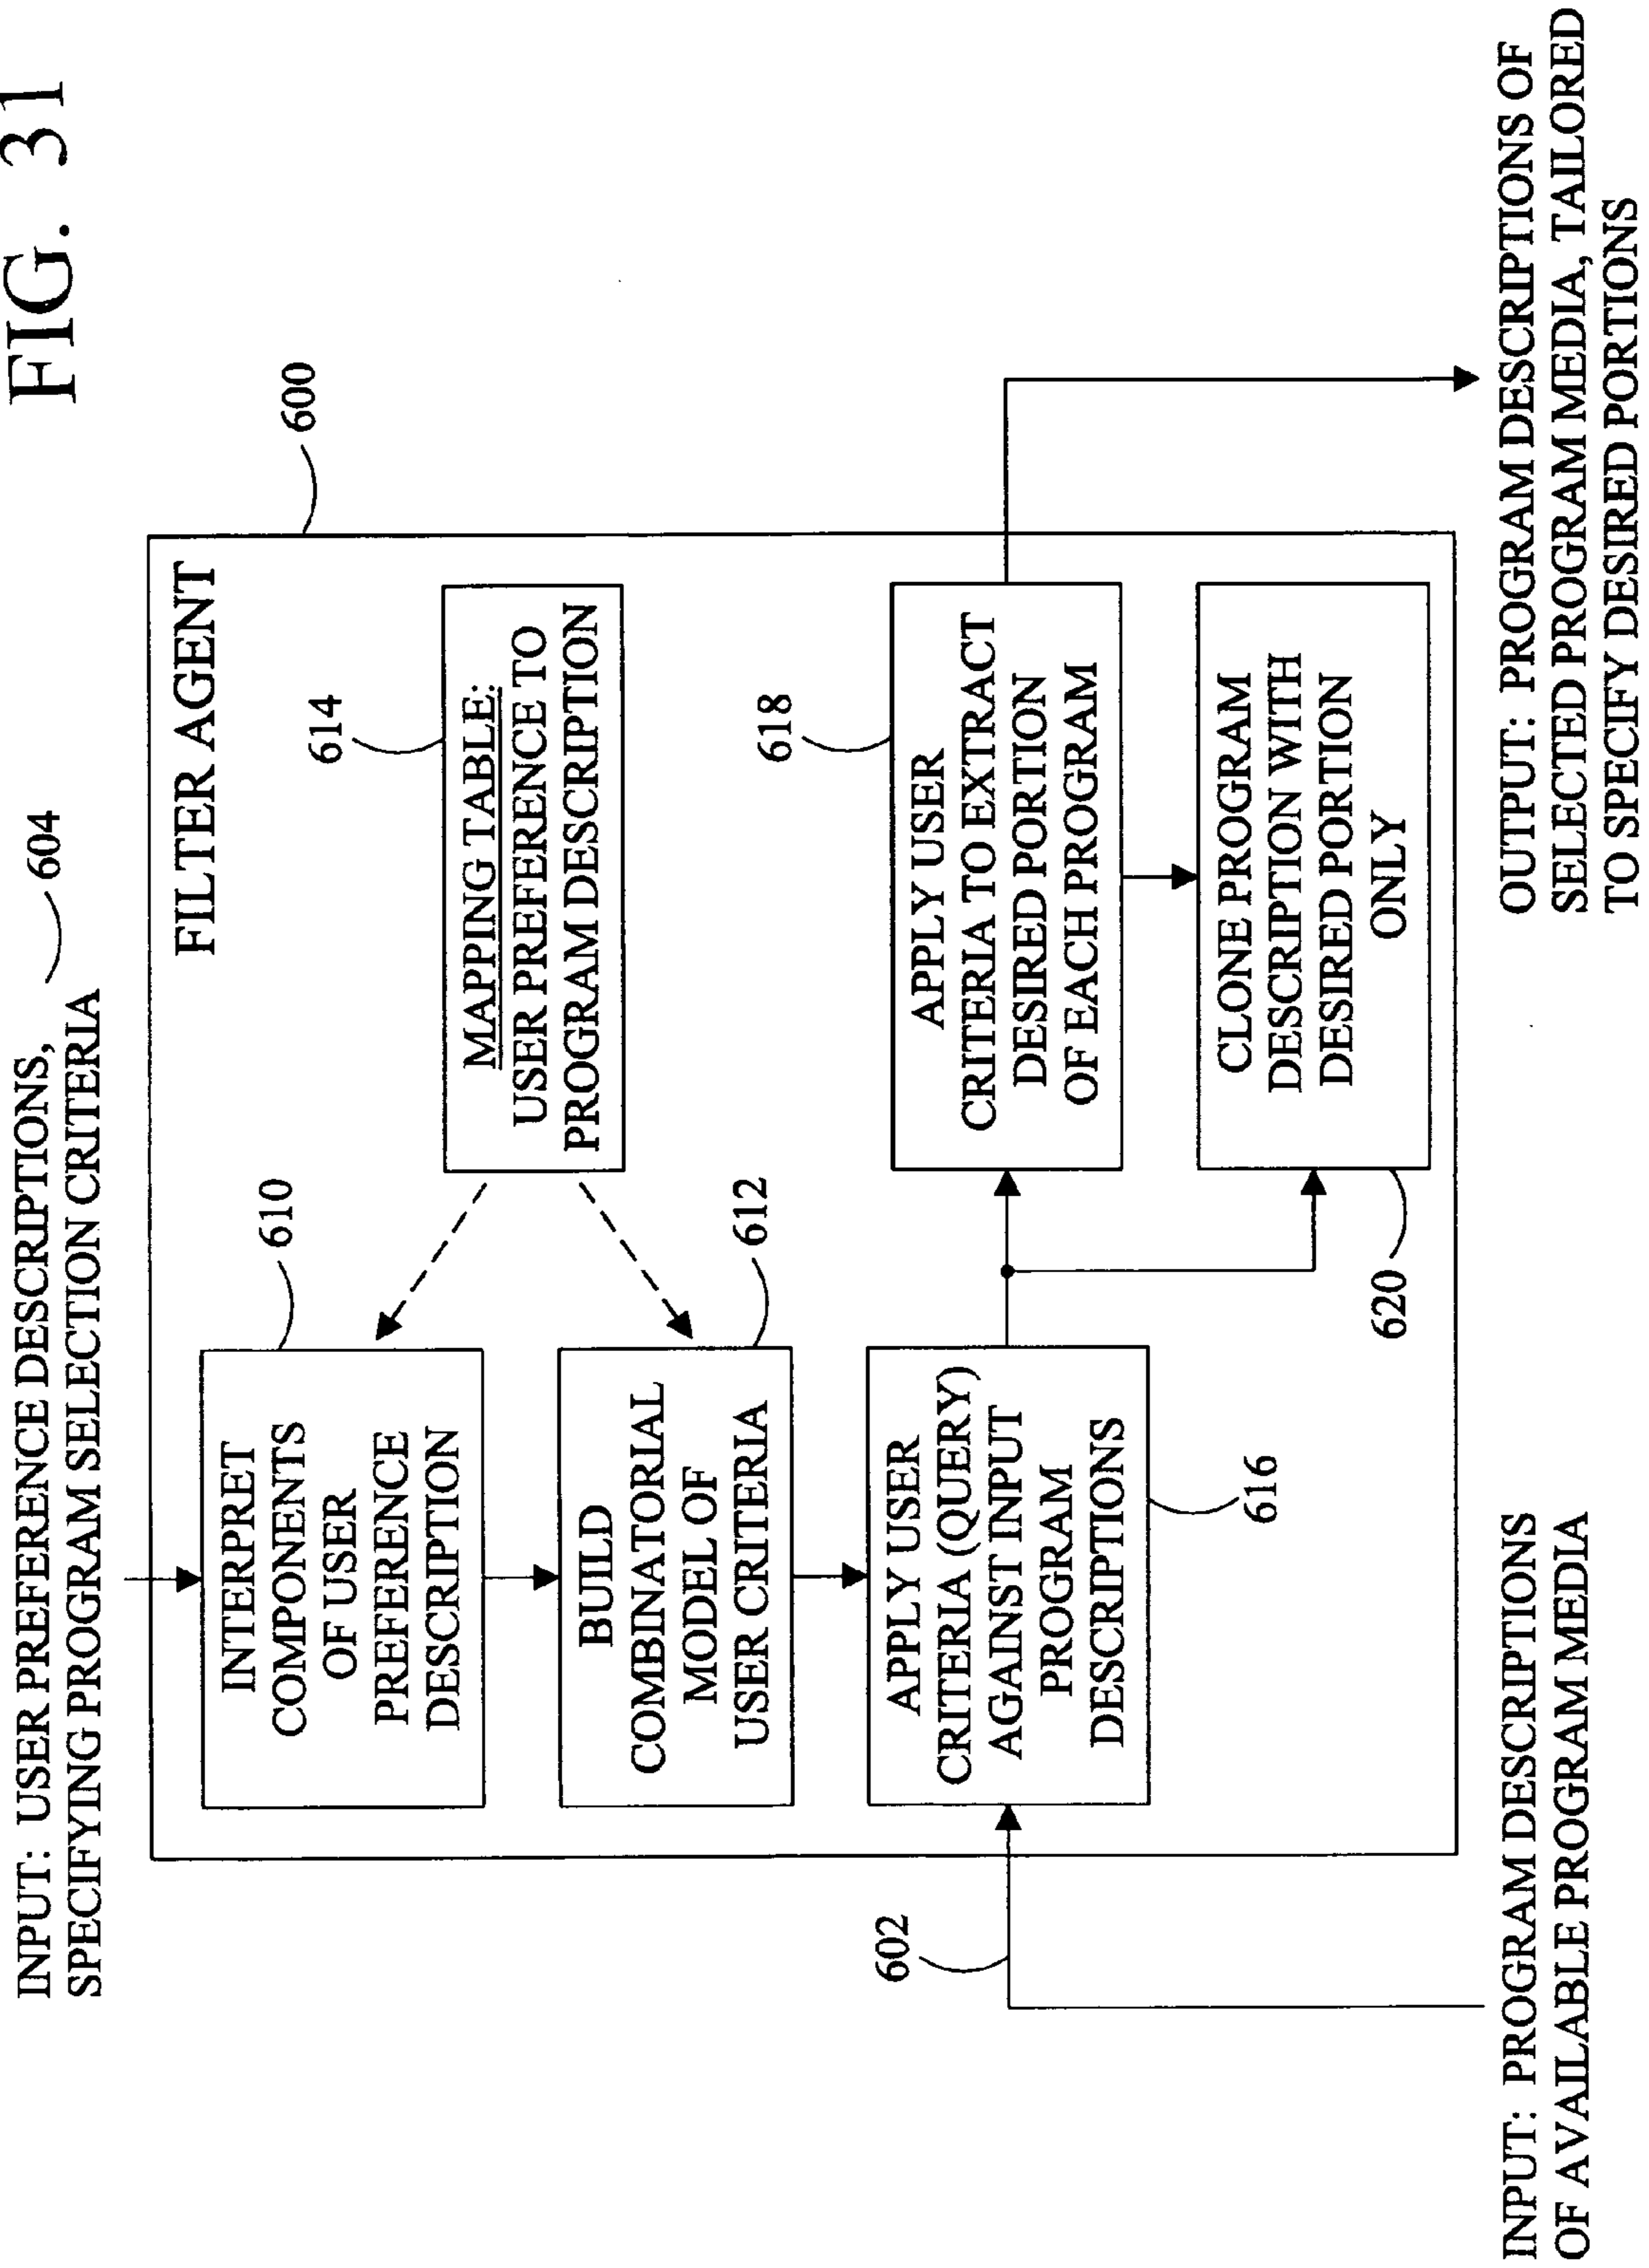 FIG. 31
INPUT: USER PREFERENCE DESCRIPTIONS,
SPECIFYING PROGRAM SELECTION CRITERIA
604
600
FILTER AGENT
610
INTERPRET
COMPONENTS
OF USER
PREFERENCE
DESCRIPTION
614
MAPPING TABLE:
USER PREFERENCE TO
PROGRAM DESCRIPTION
612
BUILD
COMBINATORIAL
MODEL OF
USER CRITERIA
602
APPLY USER
CRITERIA (QUERY)
AGAINST INPUT
PROGRAM
DESCRIPTIONS
616
618
APPLY USER
CRITERIA TO EXTRACT
DESIRED PORTION
OF EACH PROGRAM
CLONE PROGRAM
DESCRIPTION WITH
DESIRED PORTION
ONLY
620
INPUT: PROGRAM DESCRIPTIONS
OF AVAILABLE PROGRAM MEDIA
OUTPUT: PROGRAM DESCRIPTIONS OF
SELECTED PROGRAM MEDIA, TAILORED
TO SPECIFY DESIRED PORTIONS